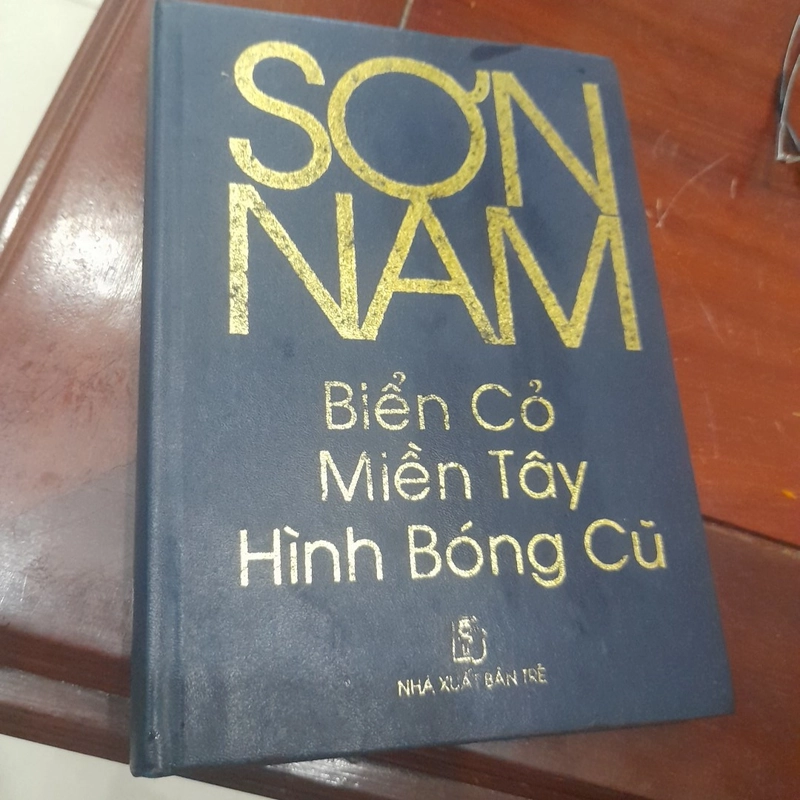 SƠN
NAM
Biển Cỏ
Miền Tây
Hình Bóng Cũ
NHÀ XUẤT BẢN TRẺ